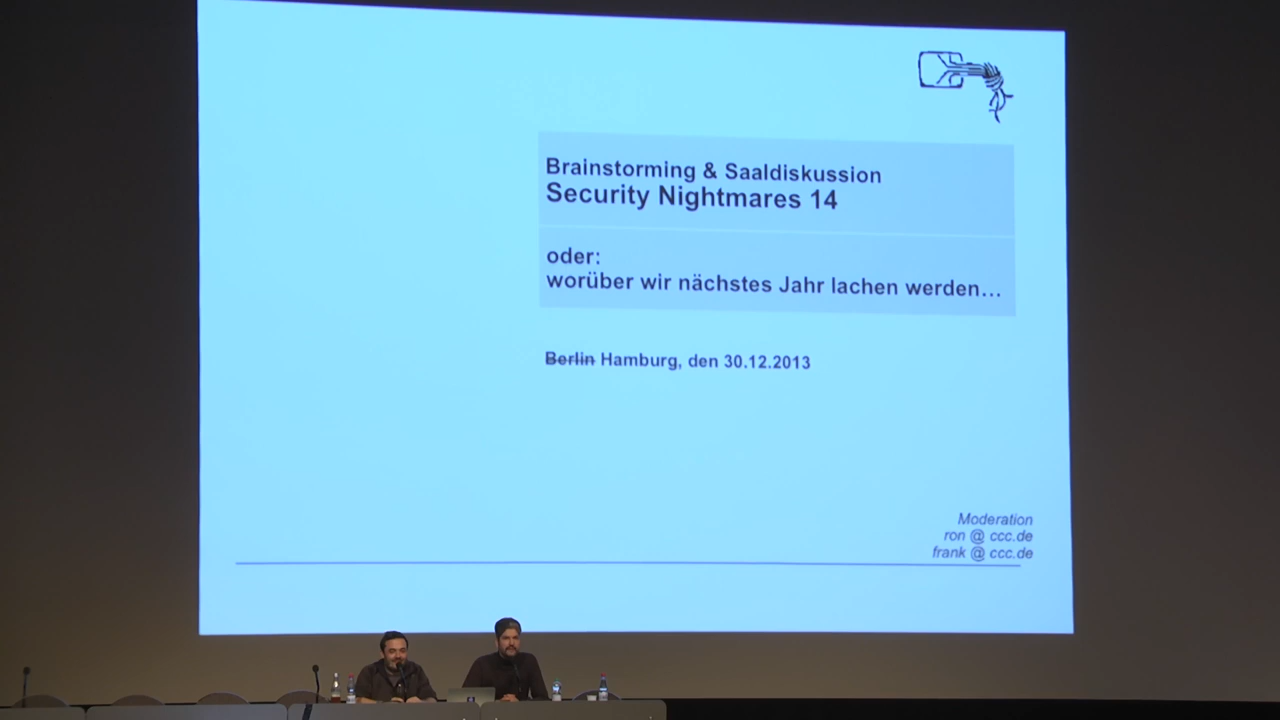 Brainstorming & Saaldiskussion
Security Nightmares 14
oder:
worüber wir nächstes Jahr lachen werden...
Berlin Hamburg, den 30.12.2013
Moderation
ron @ ccc.de
frank @ ccc.de